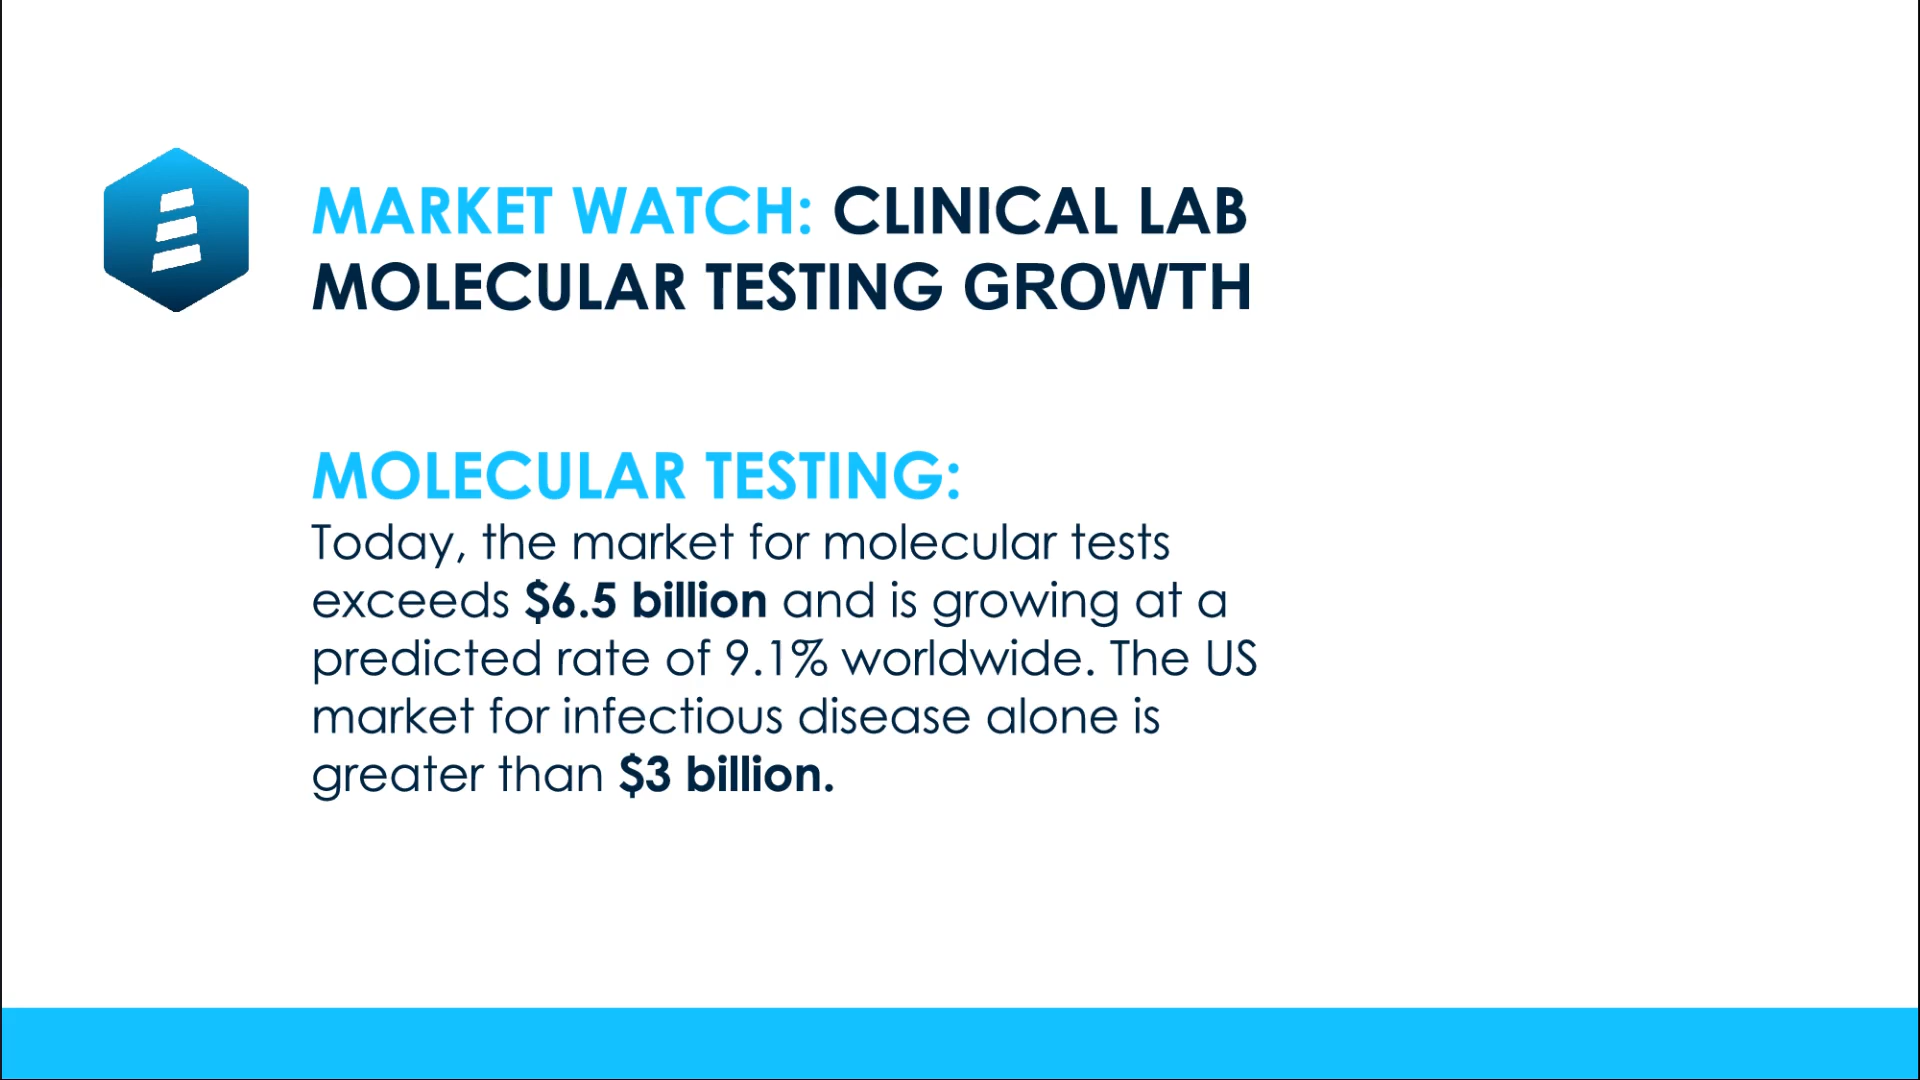 MARKET WATCH: CLINICAL LAB
MOLECULAR TESTING GROWTH
MOLECULAR TESTING:
Today, the market for molecular tests
exceeds $6.5 billion and is growing at a
predicted rate of 9.1% worldwide. The US
market for infectious disease alone is
greater than $3 billion.